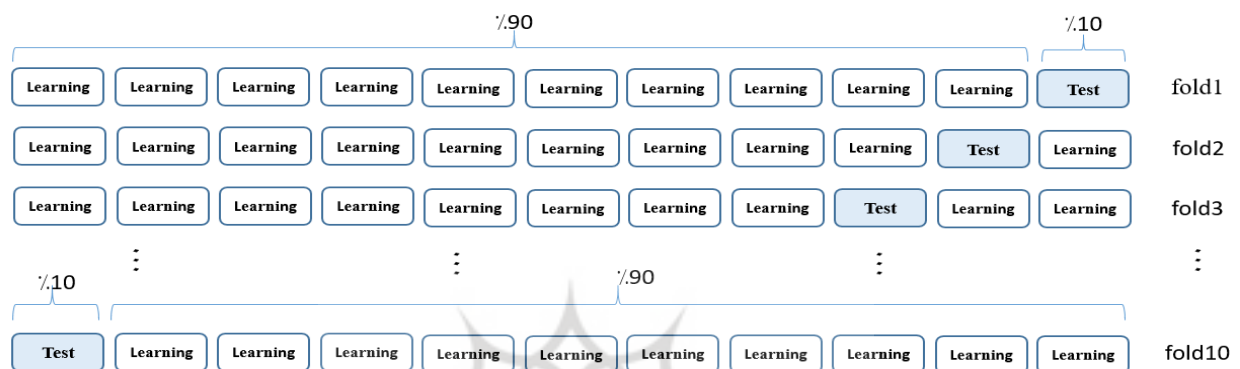 ٪90 ٪10
Learning Learning Learning Learning Learning Learning Learning Learning Learning Learning Test fold1
Learning Learning Learning Learning Learning Learning Learning Learning Learning Test Learning fold2
Learning Learning Learning Learning Learning Learning Learning Learning Test Learning Learning fold3
⋮ ⋮ ⋮ ⋮
٪10 ٪90
Test Learning Learning Learning Learning Learning Learning Learning Learning Learning Learning fold10